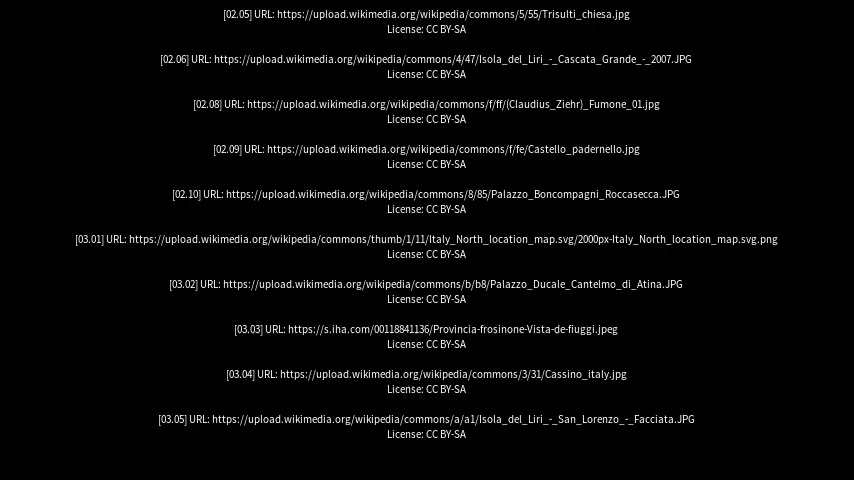 [02.05] URL: https://upload.wikimedia.org/wikipedia/commons/5/55/Trisulti_chiesa.jpg
License: CC BY-SA
[02.06] URL: https://upload.wikimedia.org/wikipedia/commons/4/47/Isola_del_Liri_-_Cascata_Grande_-_2007.JPG
License: CC BY-SA
[02.08] URL: https://upload.wikimedia.org/wikipedia/commons/f/ff/(Claudius_Ziehr)_Fumone_01.jpg
License: CC BY-SA
[02.09] URL: https://upload.wikimedia.org/wikipedia/commons/f/fe/Castello_padernello.jpg
License: CC BY-SA
[02.10] URL: https://upload.wikimedia.org/wikipedia/commons/8/85/Palazzo_Boncompagni_Roccasecca.JPG
License: CC BY-SA
[03.01] URL: https://upload.wikimedia.org/wikipedia/commons/thumb/1/11/Italy_North_location_map.svg/2000px-Italy_North_location_map.svg.png
License: CC BY-SA
[03.02] URL: https://upload.wikimedia.org/wikipedia/commons/b/b8/Palazzo_Ducale_Cantelmo_di_Atina.JPG
License: CC BY-SA
[03.03] URL: https://s.iha.com/00118841136/Provincia-frosinone-Vista-de-fiuggi.jpeg
License: CC BY-SA
[03.04] URL: https://upload.wikimedia.org/wikipedia/commons/3/31/Cassino_italy.jpg
License: CC BY-SA
[03.05] URL: https://upload.wikimedia.org/wikipedia/commons/a/a1/Isola_del_Liri_-_San_Lorenzo_-_Facciata.JPG
License: CC BY-SA